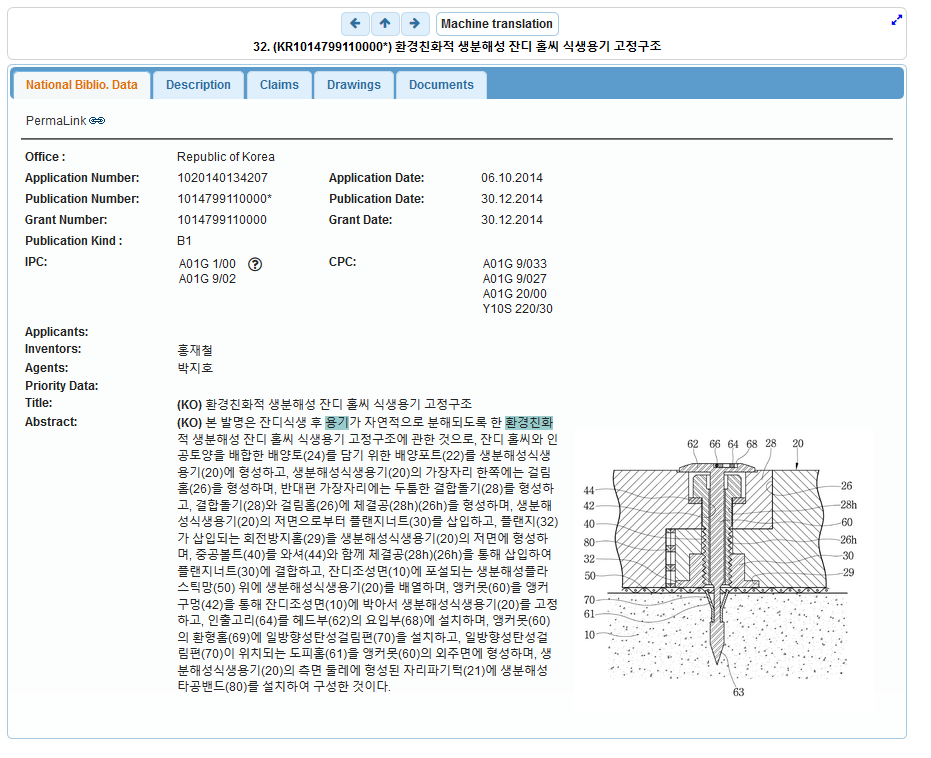 Machine translation
32. (KR1014799110000*) 환경친화적 생분해성 잔디 홀씨 식생용기 고정구조
National Biblio. Data Description Claims Drawings Documents
PermaLink
Office : Republic of Korea
Application Number: 1020140134207 Application Date: 06.10.2014
Publication Number: 1014799110000* Publication Date: 30.12.2014
Grant Number: 1014799110000 Grant Date: 30.12.2014
Publication Kind : B1
IPC: A01G 1/00 ? CPC: A01G 9/033
A01G 9/02 A01G 9/027
A01G 20/00
Y10S 220/30
Applicants:
Inventors: 홍재철
Agents: 박지호
Priority Data:
Title: (KO) 환경친화적 생분해성 잔디 홀씨 식생용기 고정구조
Abstract: (KO) 본 발명은 잔디식생 후 용기가 자연적으로 분해되도록 한 환경친화
적 생분해성 잔디 홀씨 식생용기 고정구조에 관한 것으로, 잔디 홀씨와 인
공토양을 배합한 배양토(24)를 담기 위한 배양포트(22)를 생분해성식생
용기(20)에 형성하고, 생분해성식생용기(20)의 가장자리 한쪽에는 걸림
홈(26)을 형성하며, 반대편 가장자리에는 두툼한 결합돌기(28)를 형성하
고, 결합돌기(28)와 걸림홈(26)에 체결공(28h)(26h)을 형성하며, 생분해
성식생용기(20)의 저면으로부터 플랜지너트(30)를 삽입하고, 플랜지(32)
가 삽입되는 회전방지홈(29)을 생분해성식생용기(20)의 저면에 형성하
며, 중공볼트(40)를 와셔(44)와 함께 체결공(28h)(26h)을 통해 삽입하여
플랜지너트(30)에 결합하고, 잔디조성면(10)에 포설되는 생분해성플라
스틱망(50) 위에 생분해성식생용기(20)를 배열하며, 앵커못(60)을 앵커
구멍(42)을 통해 잔디조성면(10)에 박아서 생분해성식생용기(20)를 고정
하고, 인출고리(64)를 헤드부(62)의 요입부(68)에 설치하며, 앵커못(60)
의 환형홈(69)에 일방향성탄성걸림편(70)을 설치하고, 일방향성탄성걸
림편(70)이 위치되는 도피홈(61)을 앵커못(60)의 외주면에 형성하며, 생
분해성식생용기(20)의 측면 둘레에 형성된 자리파기턱(21)에 생분해성
타공밴드(80)를 설치하여 구성한 것이다.
62 66 64 68 28 20
44 26
42 28h
40 60
80 26h
32 30
50 29
70
61
10
63